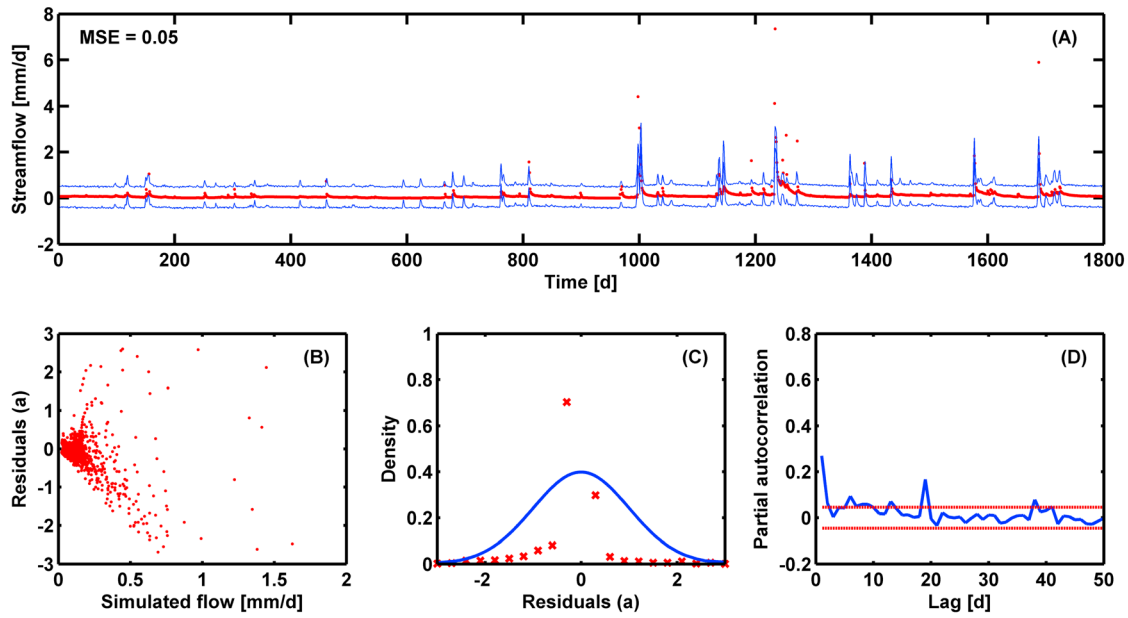 MSE = 0.05
(A)
Streamflow [mm/d]
8
6
4
2
0
-2
0 200 400 600 800 1000 1200 1400 1600 1800
Time [d]
(B)
Residuals (a)
3
2
1
0
-1
-2
-3
0 0.5 1 1.5 2
Simulated flow [mm/d]
(C)
Density
1
0.8
0.6
0.4
0.2
0
-2 0 2
Residuals (a)
(D)
Partial autocorrelation
0.8
0.6
0.4
0.2
0
-0.2
0 10 20 30 40 50
Lag [d]